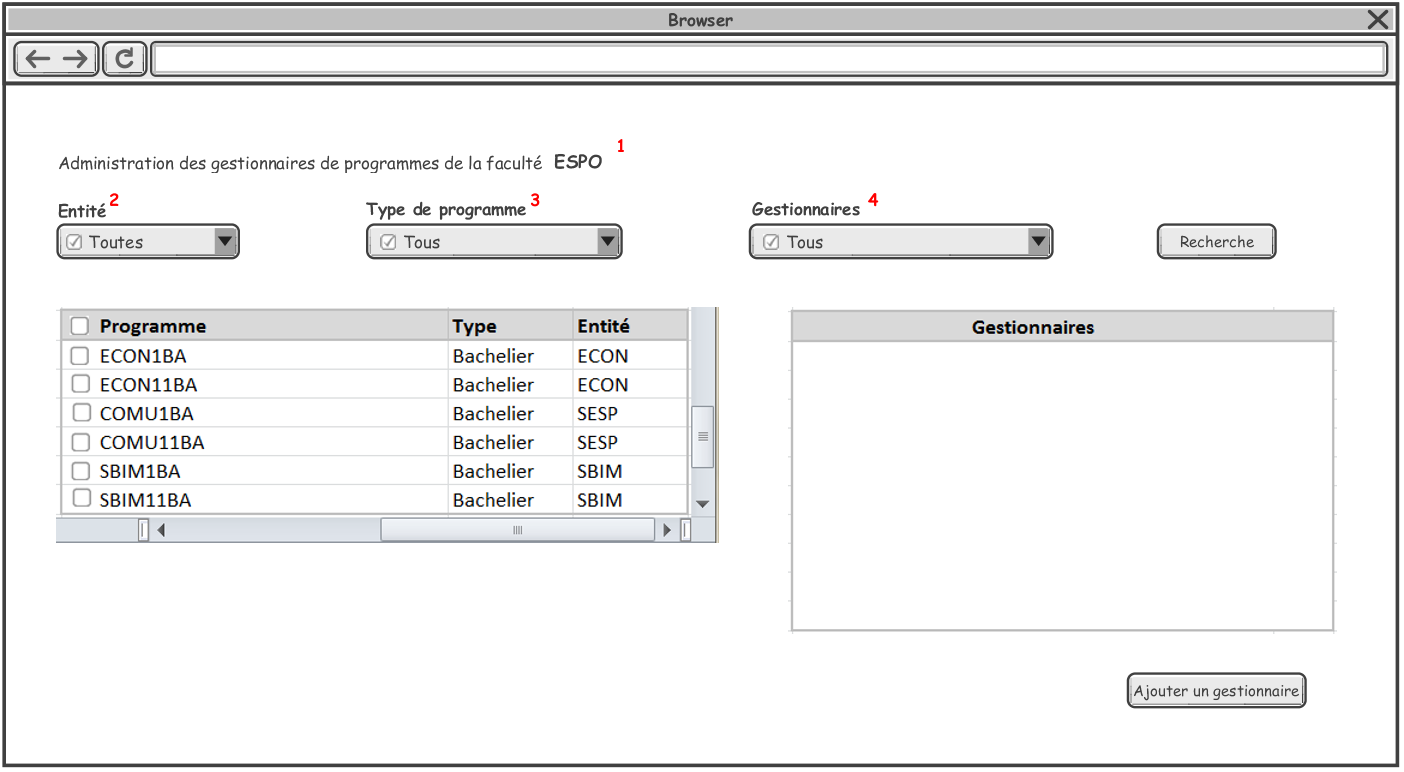 Browser
1
Administration des gestionnaires de programmes de la faculté ESPO
Entité 2 Type de programme 3 Gestionnaires 4
Toutes Tous Tous Recherche
Programme Type Entité Gestionnaires
ECON1BA Bachelier ECON
ECON11BA Bachelier ECON
COMU1BA Bachelier SESP
COMU11BA Bachelier SESP
SBIM1BA Bachelier SBIM
SBIM11BA Bachelier SBIM
Ajouter un gestionnaire